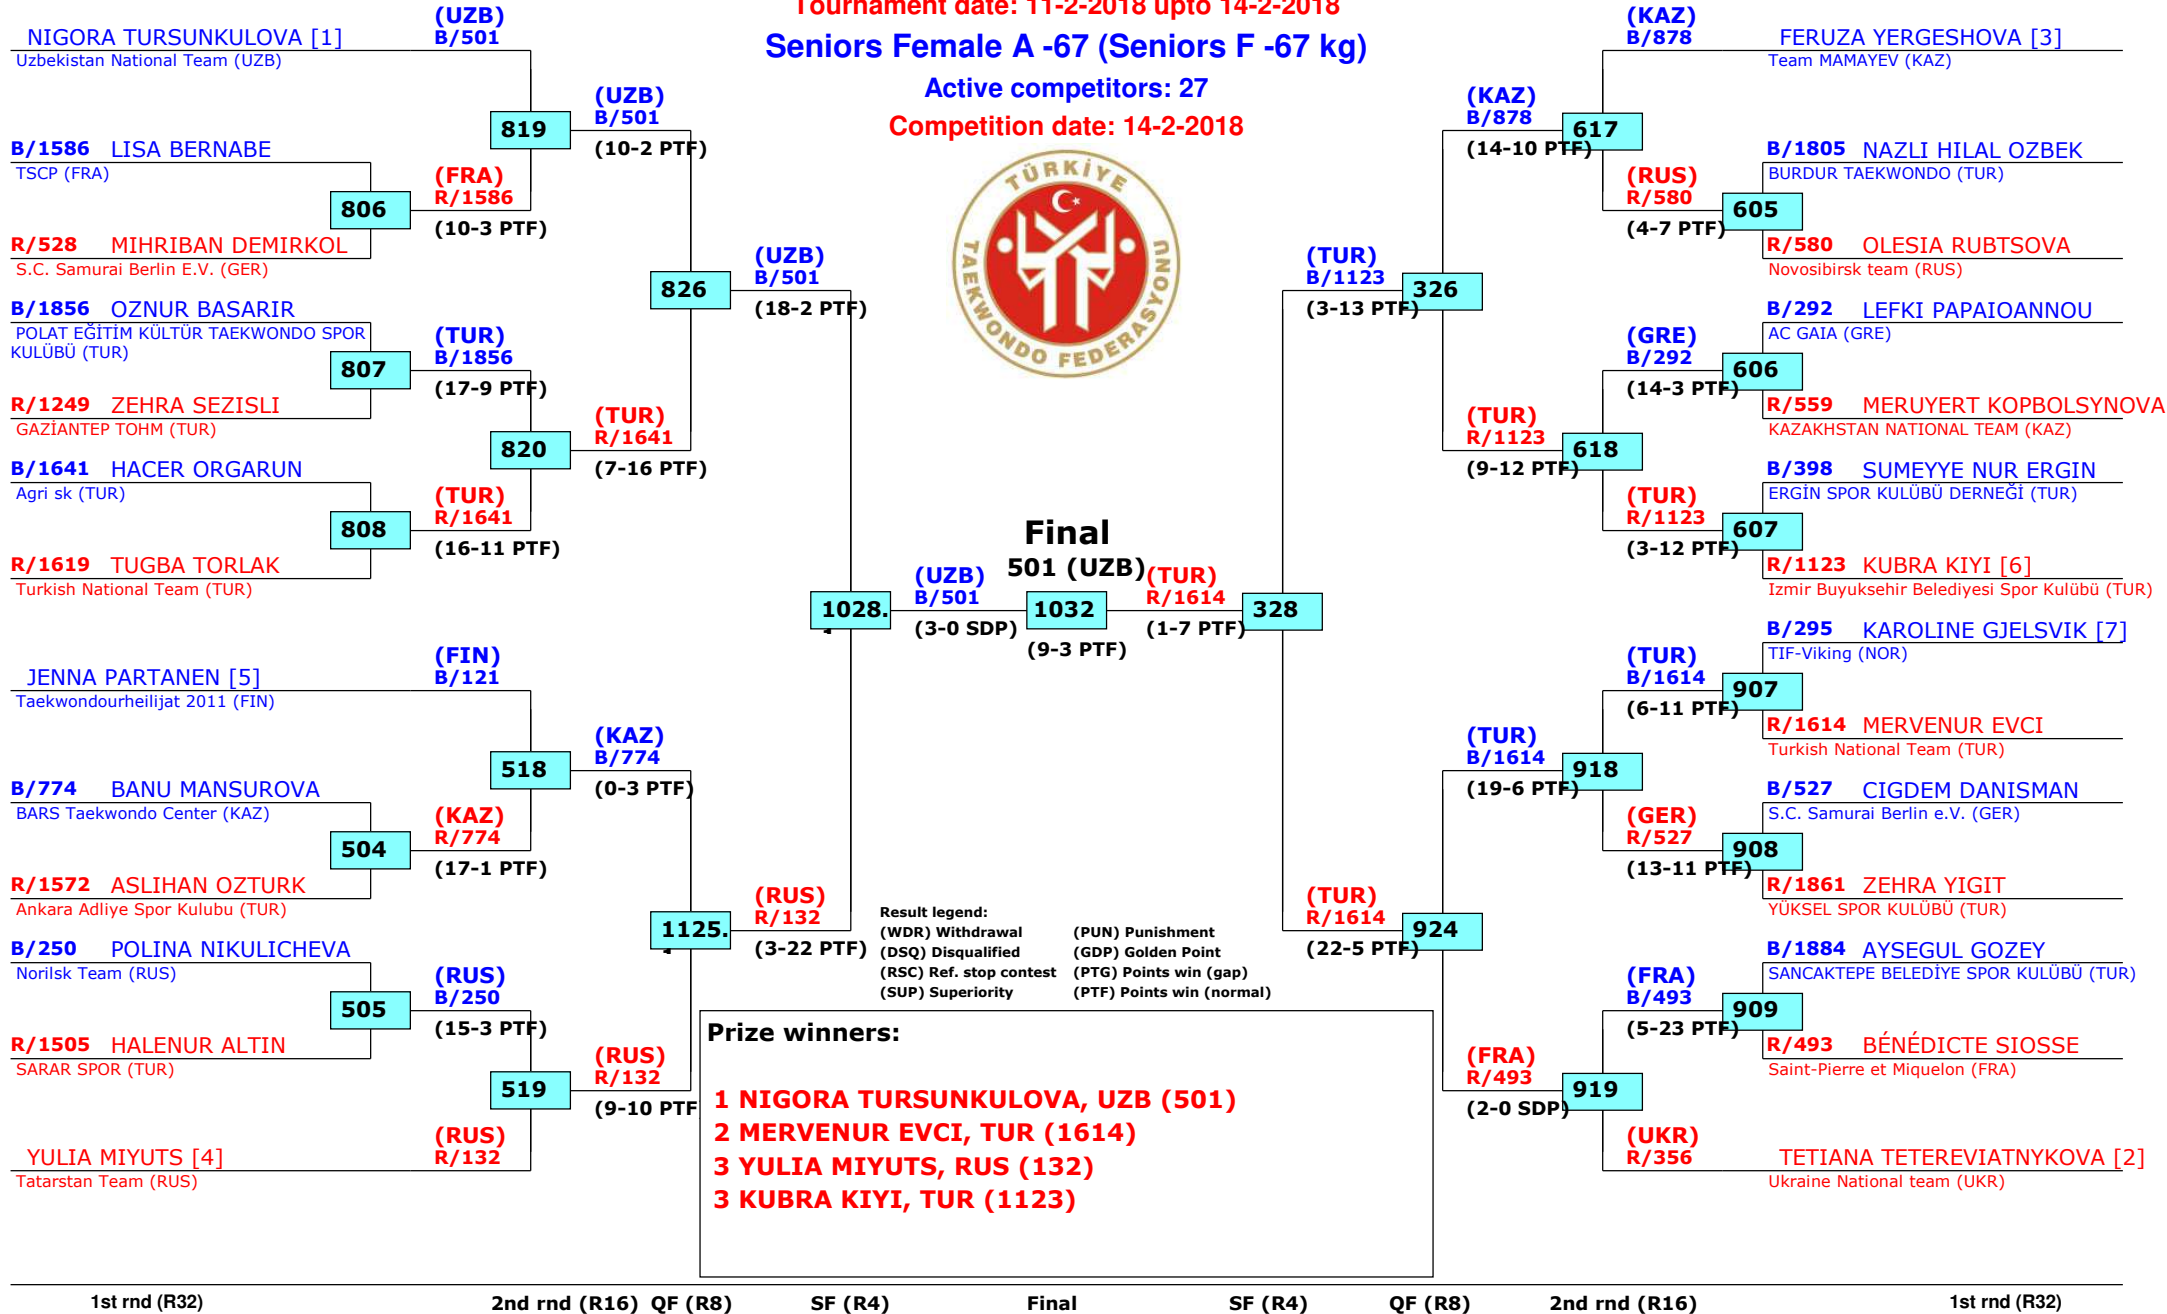 Tournament date: 11-2-2018 upto 14-2-2018
Seniors Female A -67 (Seniors F -67 kg)
Active competitors: 27
Competition date: 14-2-2018
TÜRKİYE
TAEKWONDO FEDERASYONU
NIGORA TURSUNKULOVA [1]
Uzbekistan National Team (UZB)
(UZB)
B/501
B/1586 LISA BERNABE
TSCP (FRA)
806
R/528 MIHRIBAN DEMIRKOL
S.C. Samurai Berlin E.V. (GER)
(FRA)
R/1586
(10-3 PTF)
819
(UZB)
B/501
(10-2 PTF)
B/1856 OZNUR BASARIR
POLAT EĞİTİM KÜLTÜR TAEKWONDO SPOR
KULÜBÜ (TUR)
807
R/1249 ZEHRA SEZISLI
GAZİANTEP TOHM (TUR)
(TUR)
B/1856
(17-9 PTF)
B/1641 HACER ORGARUN
Agri sk (TUR)
808
R/1619 TUGBA TORLAK
Turkish National Team (TUR)
(TUR)
R/1641
(16-11 PTF)
820
(TUR)
R/1641
(7-16 PTF)
826
(UZB)
B/501
(18-2 PTF)
JENNA PARTANEN [5]
Taekwondourheilijat 2011 (FIN)
(FIN)
B/121
B/774 BANU MANSUROVA
BARS Taekwondo Center (KAZ)
504
R/1572 ASLIHAN OZTURK
Ankara Adliye Spor Kulubu (TUR)
(KAZ)
R/774
(17-1 PTF)
518
(KAZ)
B/774
(0-3 PTF)
B/250 POLINA NIKULICHEVA
Norilsk Team (RUS)
505
R/1505 HALENUR ALTIN
SARAR SPOR (TUR)
(RUS)
B/250
(15-3 PTF)
519
YULIA MIYUTS [4]
Tatarstan Team (RUS)
(RUS)
R/132
(RUS)
R/132
(9-10 PTF
1125.
(RUS)
R/132
(3-22 PTF)
1028.
(UZB)
B/501
(3-0 SDP)
Final
501 (UZB)
1032
(9-3 PTF)
(TUR)
R/1614
(1-7 PTF)
328
(KAZ)
B/878
FERUZA YERGESHOVA [3]
Team MAMAYEV (KAZ)
(KAZ)
B/878
(14-10 PTF)
617
B/1805 NAZLI HILAL OZBEK
BURDUR TAEKWONDO (TUR)
(RUS)
R/580
(4-7 PTF)
605
R/580 OLESIA RUBTSOVA
Novosibirsk team (RUS)
(TUR)
B/1123
(3-13 PTF)
326
B/292 LEFKI PAPAIOANNOU
AC GAIA (GRE)
(GRE)
B/292
(14-3 PTF)
606
R/559 MERUYERT KOPBOLSYNOVA
KAZAKHSTAN NATIONAL TEAM (KAZ)
(TUR)
R/1123
(9-12 PTF)
618
B/398 SUMEYYE NUR ERGIN
ERGİN SPOR KULÜBÜ DERNEĞİ (TUR)
(TUR)
R/1123
(3-12 PTF)
607
R/1123 KUBRA KIYI [6]
Izmir Buyuksehir Belediyesi Spor Kulübü (TUR)
B/295 KAROLINE GJELSVIK [7]
TIF-Viking (NOR)
(TUR)
B/1614
(6-11 PTF)
907
R/1614 MERVENUR EVCI
Turkish National Team (TUR)
(TUR)
B/1614
(19-6 PTF)
918
B/527 CIGDEM DANISMAN
S.C. Samurai Berlin e.V. (GER)
(GER)
R/527
(13-11 PTF)
908
R/1861 ZEHRA YIGIT
YÜKSEL SPOR KULÜBÜ (TUR)
(TUR)
R/1614
(22-5 PTF)
924
B/1884 AYSEGUL GOZEY
SANCAKTEPE BELEDİYE SPOR KULÜBÜ (TUR)
(FRA)
B/493
(5-23 PTF)
909
R/493 BÉNÉDICTE SIOSSE
Saint-Pierre et Miquelon (FRA)
(FRA)
R/493
(2-0 SDP)
919
(UKR)
R/356
TETIANA TETEREVIATNYKOVA [2]
Ukraine National team (UKR)
Result legend:
(WDR) Withdrawal (PUN) Punishment
(DSQ) Disqualified (GDP) Golden Point
(RSC) Ref. stop contest (PTG) Points win (gap)
(SUP) Superiority (PTF) Points win (normal)
Prize winners:
1 NIGORA TURSUNKULOVA, UZB (501)
2 MERVENUR EVCI, TUR (1614)
3 YULIA MIYUTS, RUS (132)
3 KUBRA KIYI, TUR (1123)
1st rnd (R32) 2nd rnd (R16) QF (R8) SF (R4) Final SF (R4) QF (R8) 2nd rnd (R16) 1st rnd (R32)